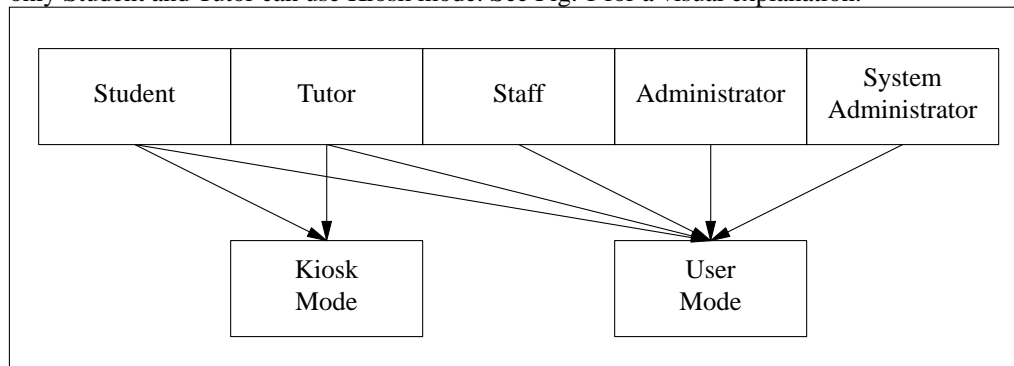 only Student and Tutor can use Kiosk mode. See Fig. 1 for a visual explanation.
Student
Tutor
Staff
Administrator
System
Administrator
Kiosk
Mode
User
Mode